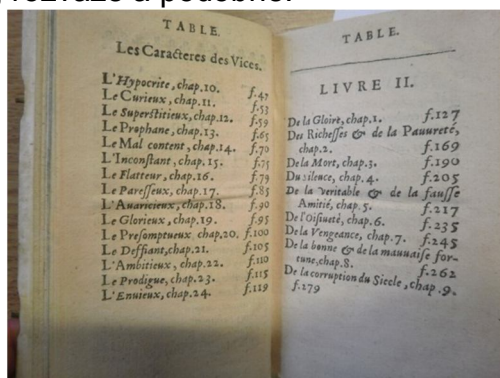 rozvaze a podobne.
TABLE.
Les Caracteres des Vices.
L'Hypocrite, chap.10. f.47
Le Curieux, chap.11. f.53
Le Superstitieux, chap.12. f.59
Le Prophane, chap.13. f.65
Le Mal content, chap.14. f.70
L'Inconstant, chap.15. f.75
Le Flatteur, chap.16. f.79
Le Paresseux, chap.17. f.85
L'Auaricieux, chap.18. f.90
Le Glorieux, chap.19. f.95
Le Presomptueux chap.20. f.100
Le Deffiant, chap.21. f.105
L'Ambitieux, chap.22. f.110
Le Prodigue, chap.23. f.115
L'Enuieux, chap.24. f.119
TABLE.
LIVRE II.
De la Gloire, chap.1. f.127
Des Richesses & de la Pauureté,
chap.2. f.169
De la Mort, chap.3. f.190
Du silence, chap.4. f.205
De la veritable & de la fausse
Amitié, chap.5. f.217
De l'Oisiueté, chap.6. f.235
De la Vengeance, chap.7. f.245
De la bonne & de la mauuaise for-
tune, chap.8. f.262
De la corruption du Siecle, chap.9.
f.279